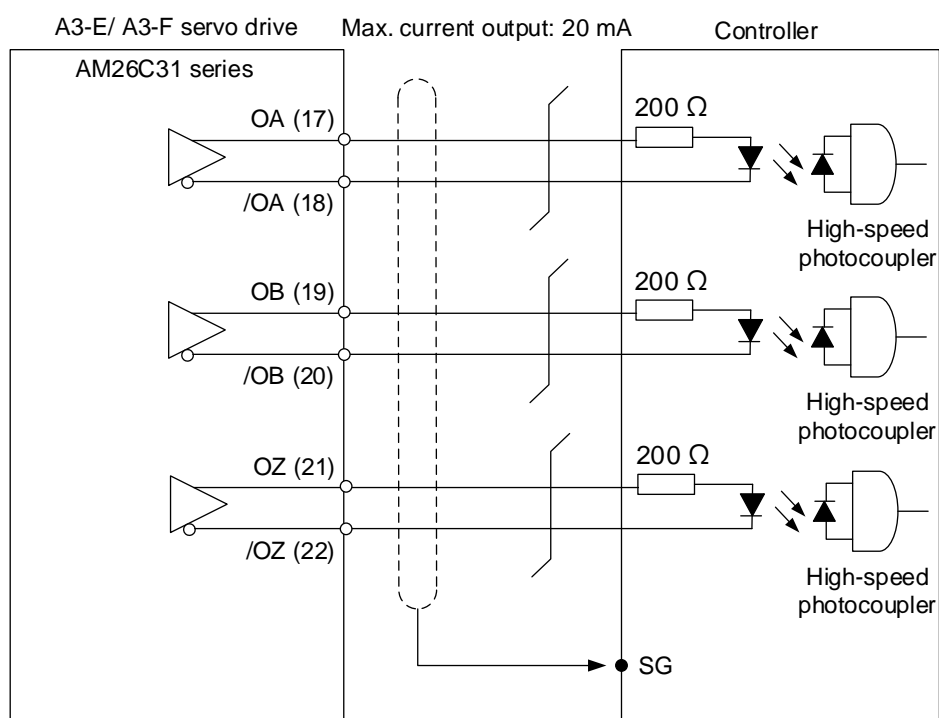 A3-E/ A3-F servo drive
Max. current output: 20 mA
Controller
AM26C31 series
OA (17)
200 Ω
/OA (18)
High-speed
photocoupler
OB (19)
200 Ω
/OB (20)
High-speed
photocoupler
OZ (21)
200 Ω
/OZ (22)
High-speed
photocoupler
SG